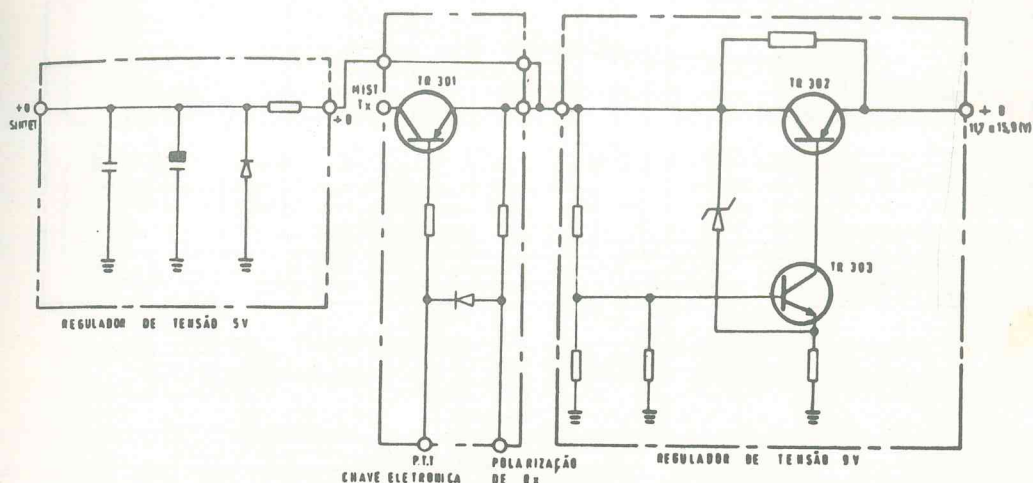 +B
SINTET
+B
REGULADOR DE TENSÃO 5V
MIST
Tx
TR 301
P.T.T
CHAVE ELETRONICA
POLARIZAÇÃO
DE Rx
TR 302
TR 303
+ B
11,7 a 15,9(V)
REGULADOR DE TENSÃO 9V